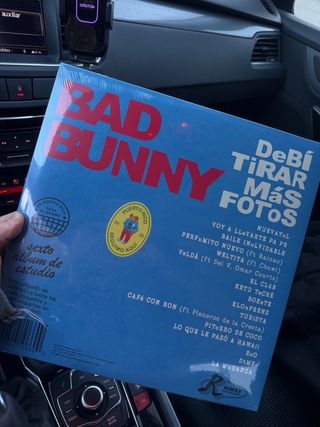 auxiliar
BAD
BUNNY
DeBÍ
TiRAR
MáS
FOToS
PUERTO RICO
SEGUIMO AQUÍ
sexto
álbum de
estudio
NUEVAYoL
VOY A LLeVARTE PA PR
BAILE INoLVIDABLE
PERFuMITO NUEVO (ft RaiNao)
WELTiTA (ft Chuwi)
VeLDÁ (ft Dei V, Omar Courtz)
EL CLúB
KETU TeCRÉ
BOKeTE
KLOuFRENS
TURiSTA
CAFé CON RON (ft Pleneros de la Cresta)
PIToRRO DE COCO
LO QUE LE PASÓ A HAWAii
EoO
DtMF
LA MuDANZA
RIMAS